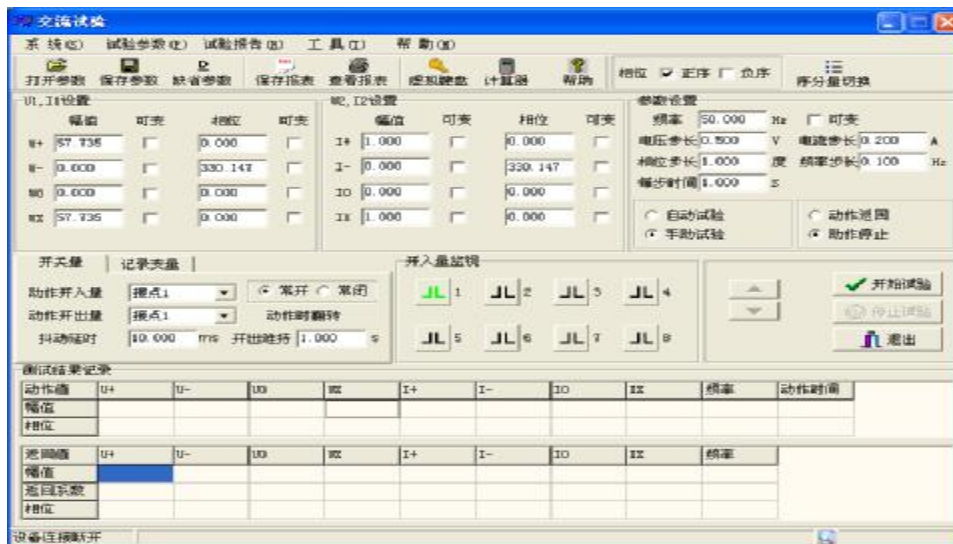 交流试验
系 统(S) 试验参数(P) 试验报告(R) 工 具(T) 帮 助(H)
打开参数 保存参数 缺省参数 保存报表 查看报表 虚拟键盘 计算器 帮助 相位 正序 负序 序分量切换
U1,I1设置
幅值 可变 相位 可变
U+ 57.735 0.000
U- 0.000 330.147
U0 0.000 0.000
UX 57.735 0.000
U2,I2设置
幅值 可变 相位 可变
I+ 1.000 0.000
I- 0.000 330.147
I0 0.000 0.000
IX 1.000 0.000
参数设置
频率 50.000 Hz 可变
电压步长 0.500 V 电流步长 0.200 A
相位步长 1.000 度 频率步长 0.100 Hz
每步时间 1.000 S
自动试验 动作返回
手动试验 动作停止
开关量 记录变量
动作开入量 接点1 常开 常闭
动作开出量 接点1 动作时翻转
抖动延时 10.000 ms 开出维持 1.000 s
开入量监视
1 2 3 4
5 6 7 8
开始试验
停止试验
退出
测试结果记录
动作值 U+ U- U0 UX I+ I- I0 IX 频率 动作时间
幅值
相位
返回值 U+ U- U0 UX I+ I- I0 IX 频率
幅值
返回系数
相位
设备连接断开